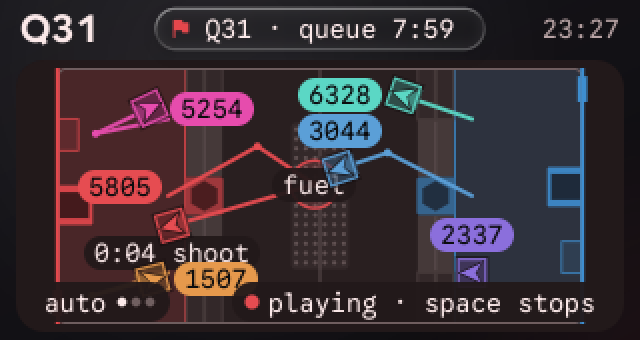 Q31
Q31 · queue 7:59
23:27
6328
5254
3044
5805
fuel
2337
0:04 shoot
1507
auto
playing · space stops